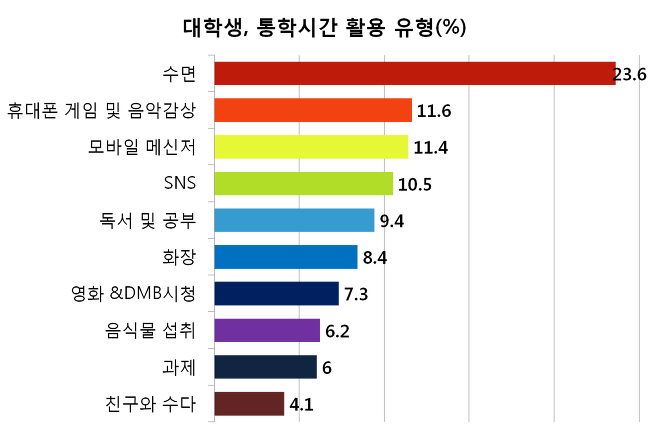 대학생, 통학시간 활용 유형(%)
수면 23.6
휴대폰 게임 및 음악감상 11.6
모바일 메신저 11.4
SNS 10.5
독서 및 공부 9.4
화장 8.4
영화 &DMB시청 7.3
음식물 섭취 6.2
과제 6
친구와 수다 4.1